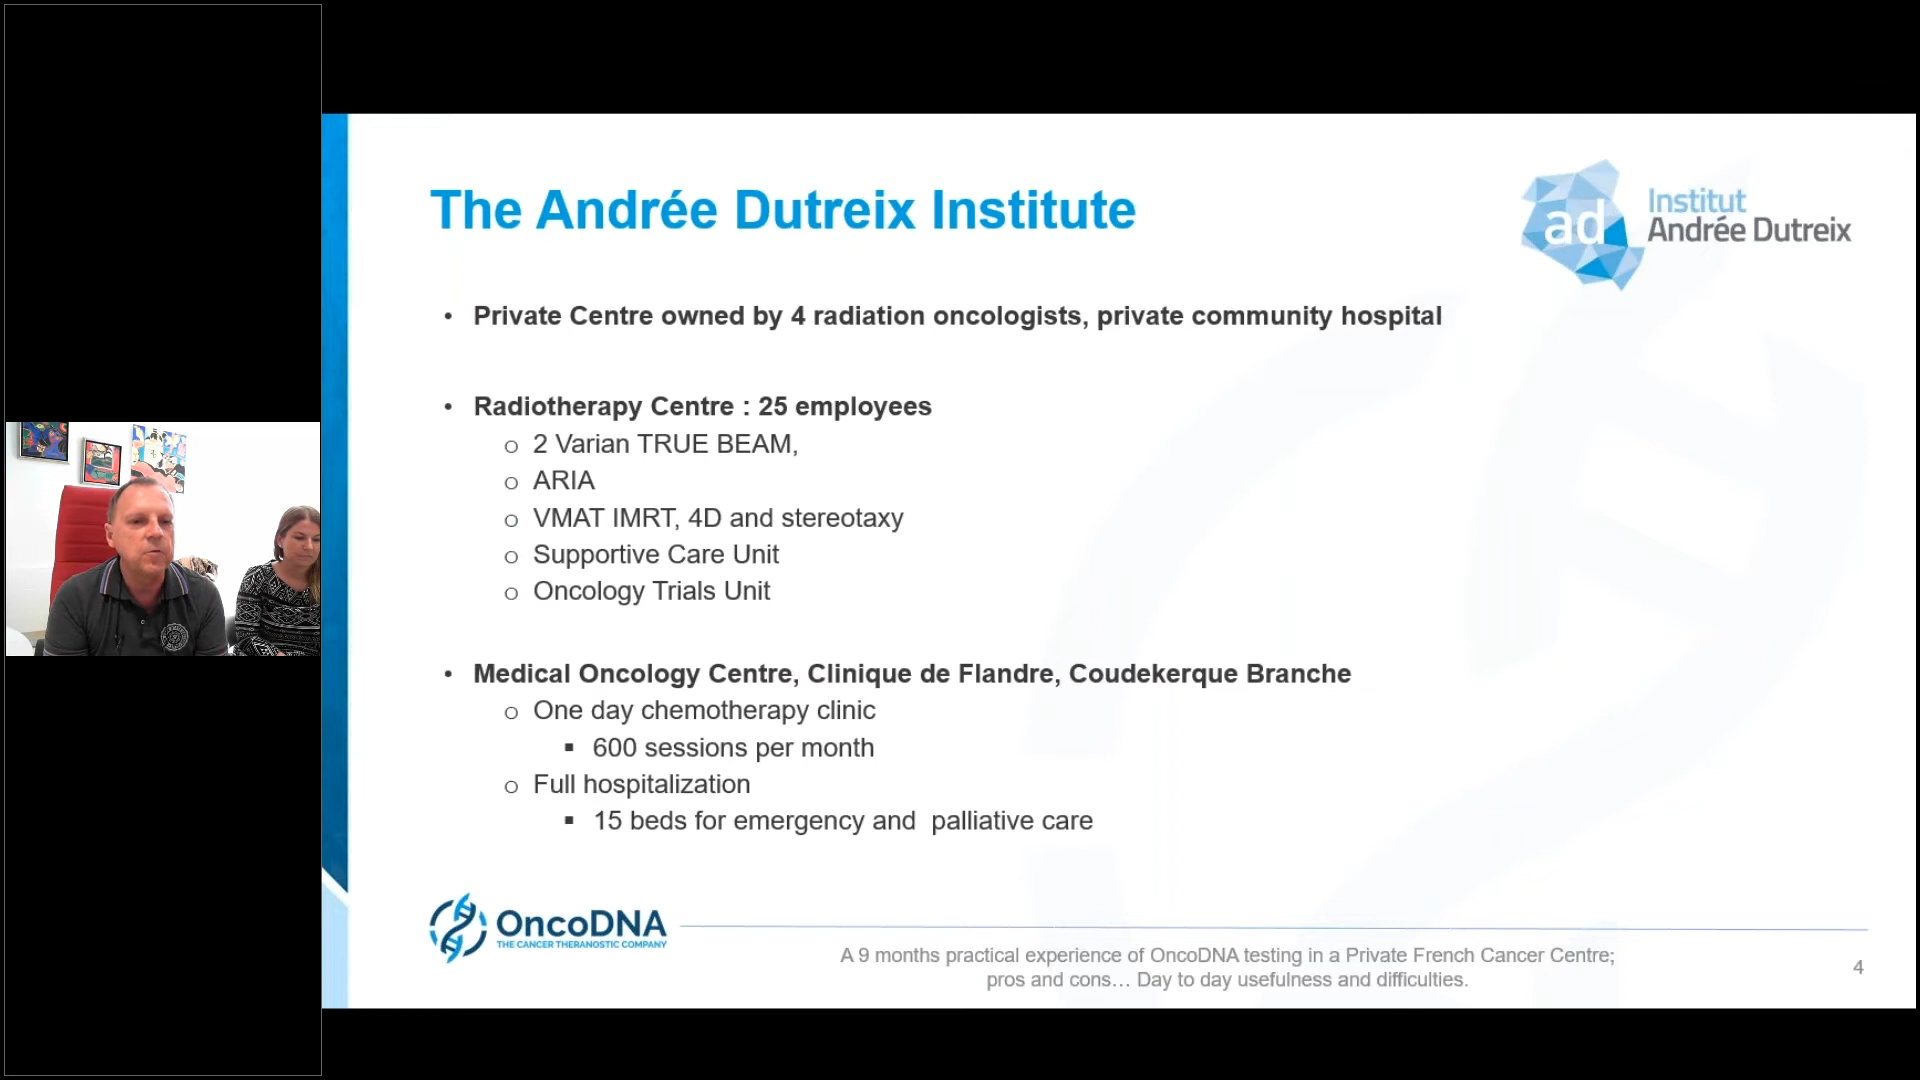 The Andrée Dutreix Institute
ad
Institut
Andrée Dutreix
• Private Centre owned by 4 radiation oncologists, private community hospital
• Radiotherapy Centre : 25 employees
o 2 Varian TRUE BEAM,
o ARIA
o VMAT IMRT, 4D and stereotaxy
o Supportive Care Unit
o Oncology Trials Unit
• Medical Oncology Centre, Clinique de Flandre, Coudekerque Branche
o One day chemotherapy clinic
▪ 600 sessions per month
o Full hospitalization
▪ 15 beds for emergency and  palliative care
OncoDNA
THE CANCER THERANOSTIC COMPANY
A 9 months practical experience of OncoDNA testing in a Private French Cancer Centre;
pros and cons… Day to day usefulness and difficulties.
4